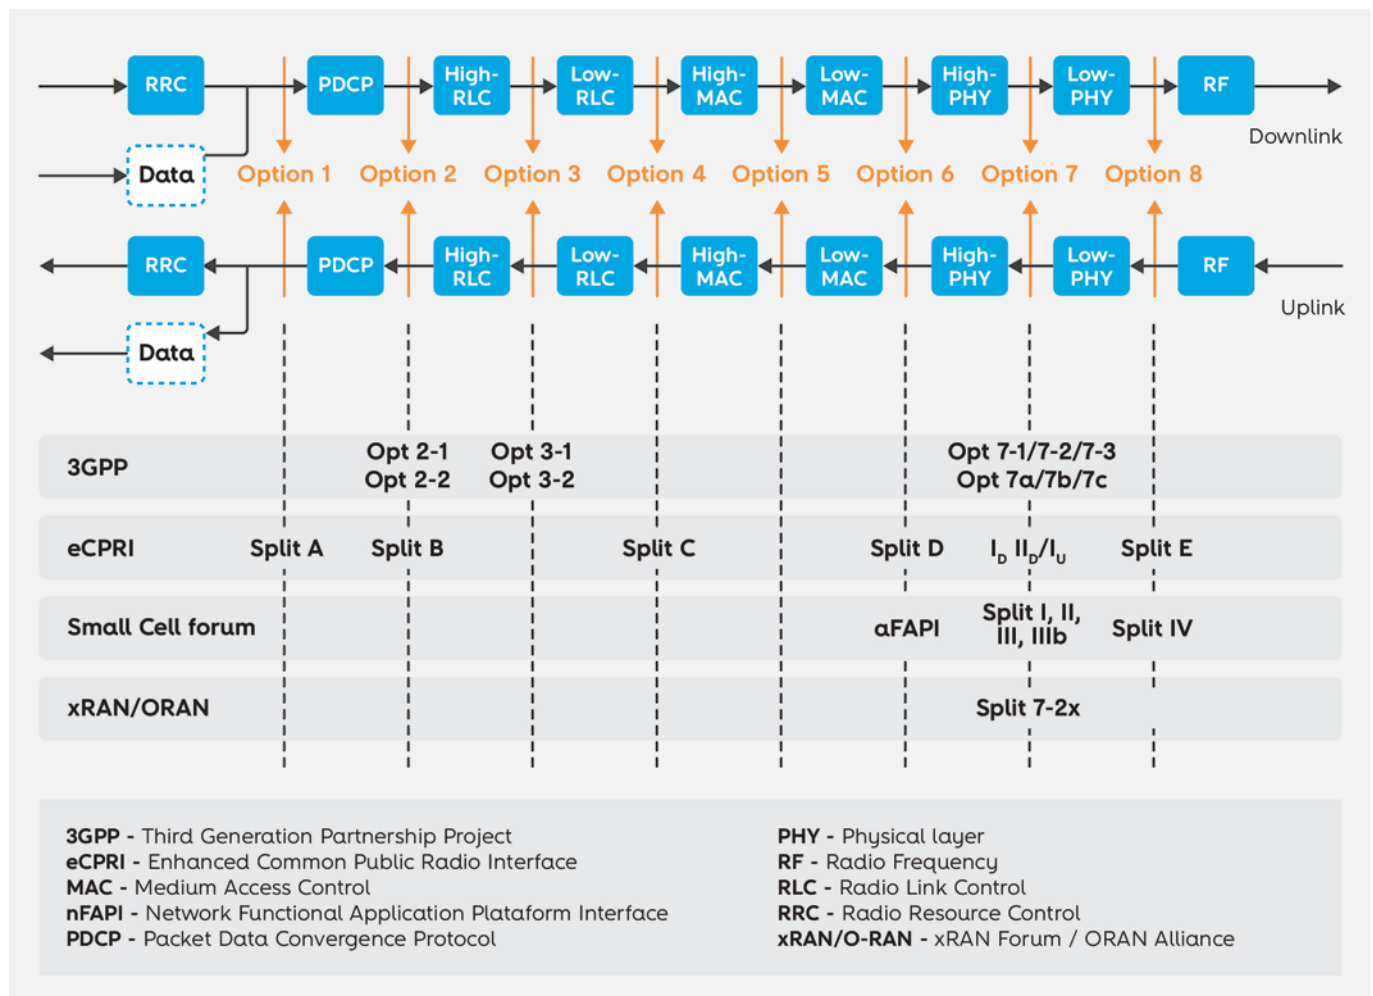 RRC
PDCP
High-
RLC
Low-
RLC
High-
MAC
Low-
MAC
High-
PHY
Low-
PHY
RF
Downlink
Data
Option 1
Option 2
Option 3
Option 4
Option 5
Option 6
Option 7
Option 8
RRC
PDCP
High-
RLC
Low-
RLC
High-
MAC
Low-
MAC
High-
PHY
Low-
PHY
RF
Uplink
Data
3GPP
Opt 2-1
Opt 2-2
Opt 3-1
Opt 3-2
Opt 7-1/7-2/7-3
Opt 7a/7b/7c
eCPRI
Split A
Split B
Split C
Split D
I_D II_D/I_U
Split E
Small Cell forum
aFAPI
Split I, II,
III, IIIb
Split IV
xRAN/ORAN
Split 7-2x
3GPP - Third Generation Partnership Project
eCPRI - Enhanced Common Public Radio Interface
MAC - Medium Access Control
nFAPI - Network Functional Application Plataform Interface
PDCP - Packet Data Convergence Protocol
PHY - Physical layer
RF - Radio Frequency
RLC - Radio Link Control
RRC - Radio Resource Control
xRAN/O-RAN - xRAN Forum / ORAN Alliance